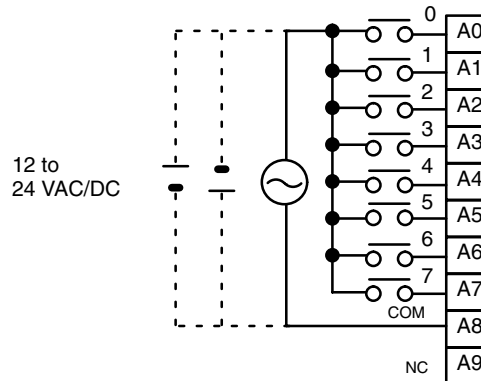 0 A0
1 A1
2 A2
3 A3
12 to
24 VAC/DC
4 A4
5 A5
6 A6
7 A7
COM
A8
NC A9